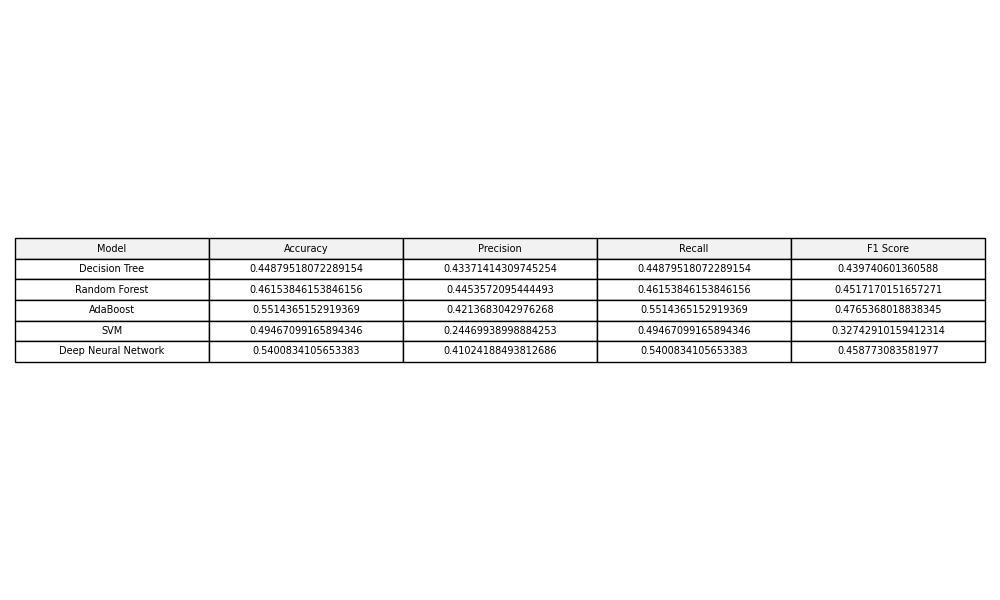 Model Accuracy Precision Recall F1 Score
Decision Tree 0.44879518072289154 0.43371414309745254 0.44879518072289154 0.439740601360588
Random Forest 0.46153846153846156 0.4453572095444493 0.46153846153846156 0.4517170151657271
AdaBoost 0.5514365152919369 0.4213683042976268 0.5514365152919369 0.4765368018838345
SVM 0.49467099165894346 0.24469938998884253 0.49467099165894346 0.32742910159412314
Deep Neural Network 0.5400834105653383 0.41024188493812686 0.5400834105653383 0.458773083581977